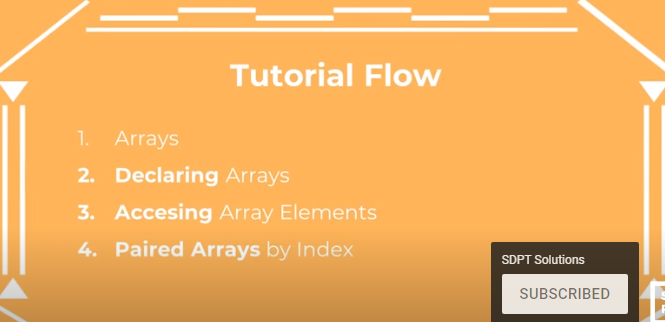 Tutorial Flow
1. Arrays
2. Declaring Arrays
3. Accesing Array Elements
4. Paired Arrays by Index
SDPT Solutions
SUBSCRIBED